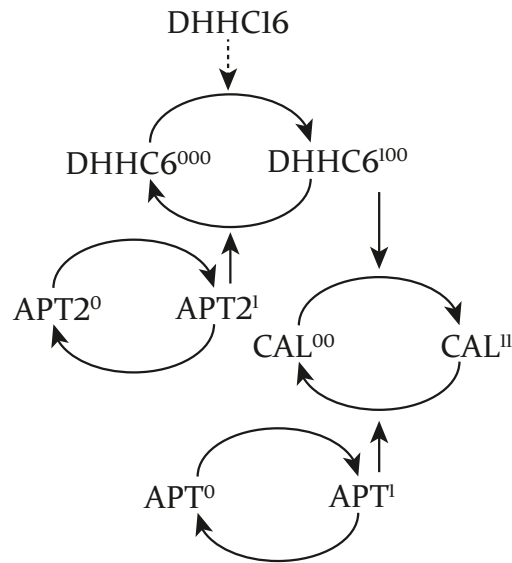 DHHC16
DHHC6⁰⁰⁰ DHHC6¹⁰⁰
APT2⁰ APT2¹
CAL⁰⁰ CAL¹¹
APT⁰ APT¹